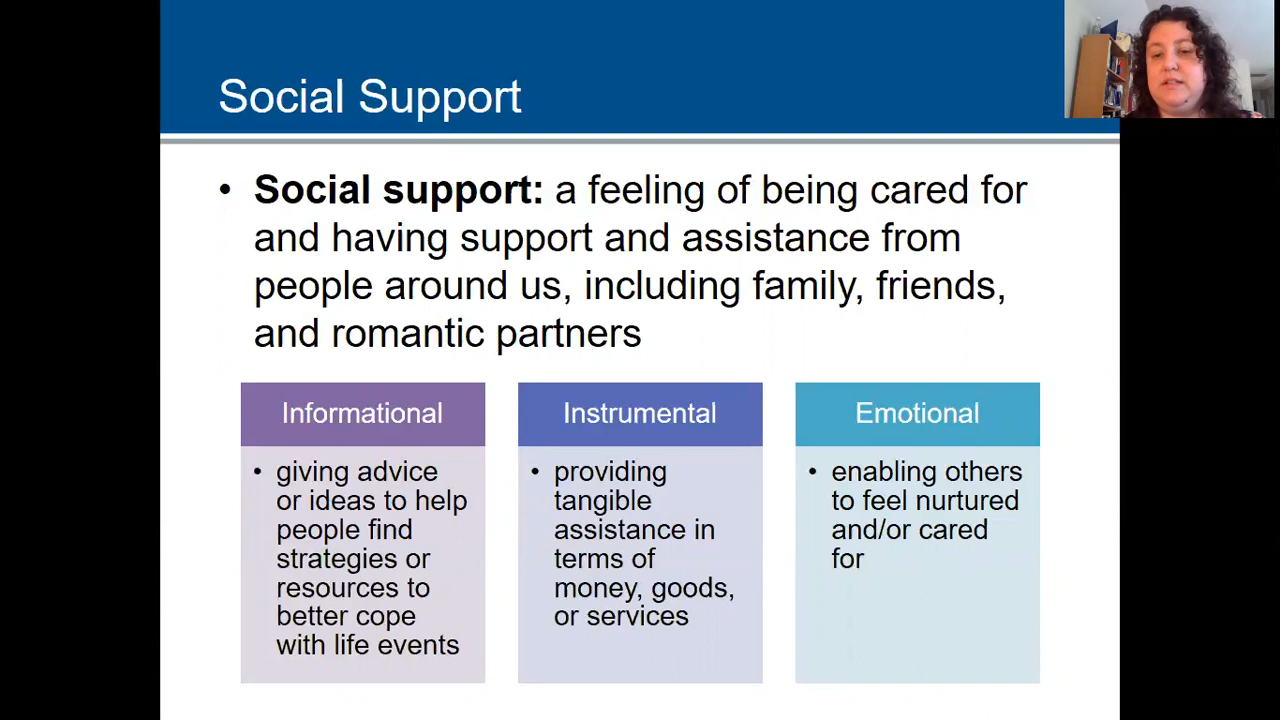 Social Support
• Social support: a feeling of being cared for
and having support and assistance from
people around us, including family, friends,
and romantic partners
Informational
• giving advice
or ideas to help
people find
strategies or
resources to
better cope
with life events
Instrumental
• providing
tangible
assistance in
terms of
money, goods,
or services
Emotional
• enabling others
to feel nurtured
and/or cared
for